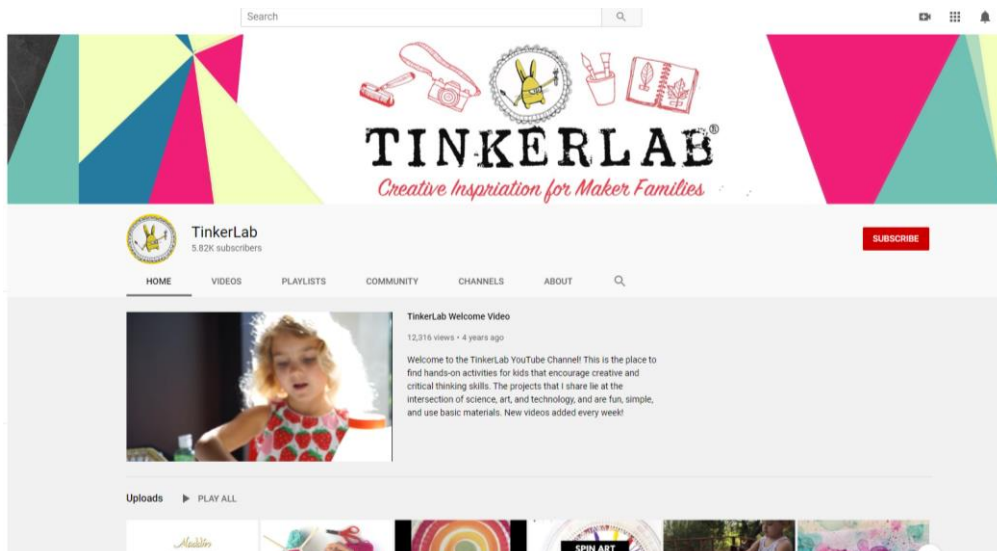 Search
TINKERLAB®
Creative Inspriation for Maker Families
TinkerLab
5.82K subscribers
SUBSCRIBE
HOME VIDEOS PLAYLISTS COMMUNITY CHANNELS ABOUT
TinkerLab Welcome Video
12,316 views • 4 years ago
Welcome to the TinkerLab YouTube Channel! This is the place to
find hands-on activities for kids that encourage creative and
critical thinking skills. The projects that I share lie at the
intersection of science, art, and technology, and are fun, simple,
and use basic materials. New videos added every week!
Uploads PLAY ALL
Aladdin
SPIN ART